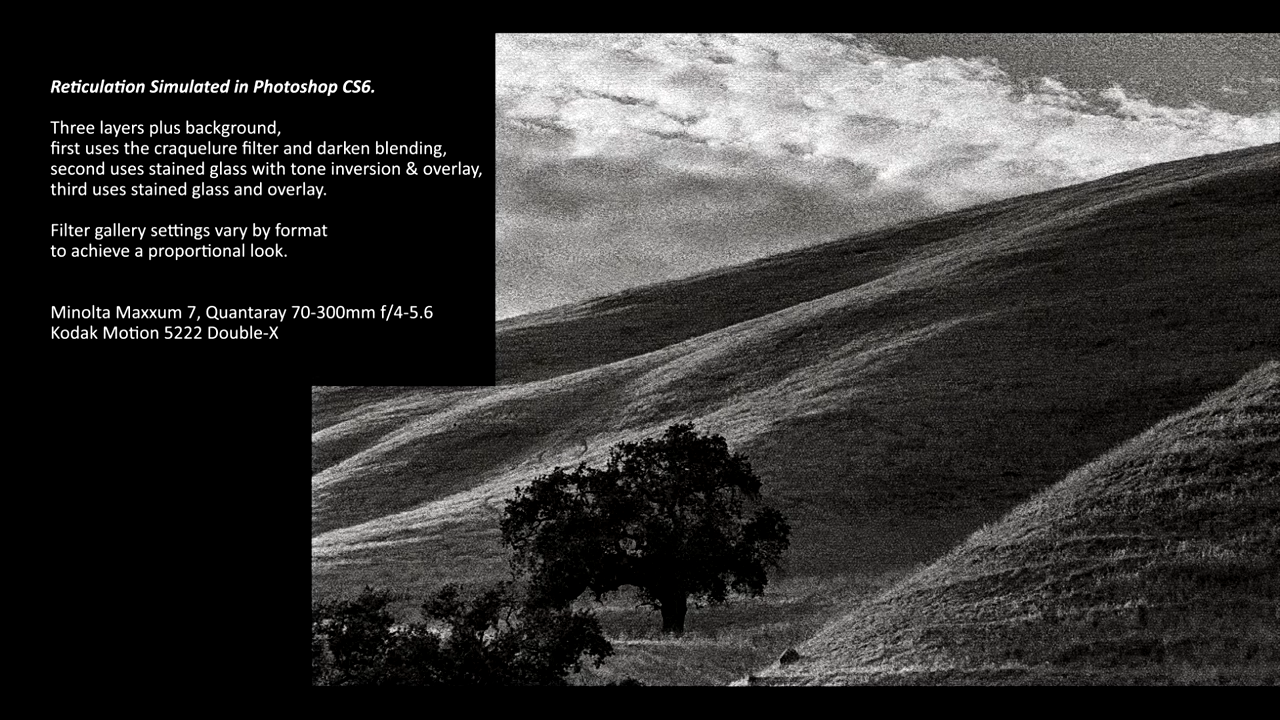 Reticulation Simulated in Photoshop CS6.
Three layers plus background,
first uses the craquelure filter and darken blending,
second uses stained glass with tone inversion & overlay,
third uses stained glass and overlay.
Filter gallery settings vary by format
to achieve a proportional look.
Minolta Maxxum 7, Quantaray 70-300mm f/4-5.6
Kodak Motion 5222 Double-X